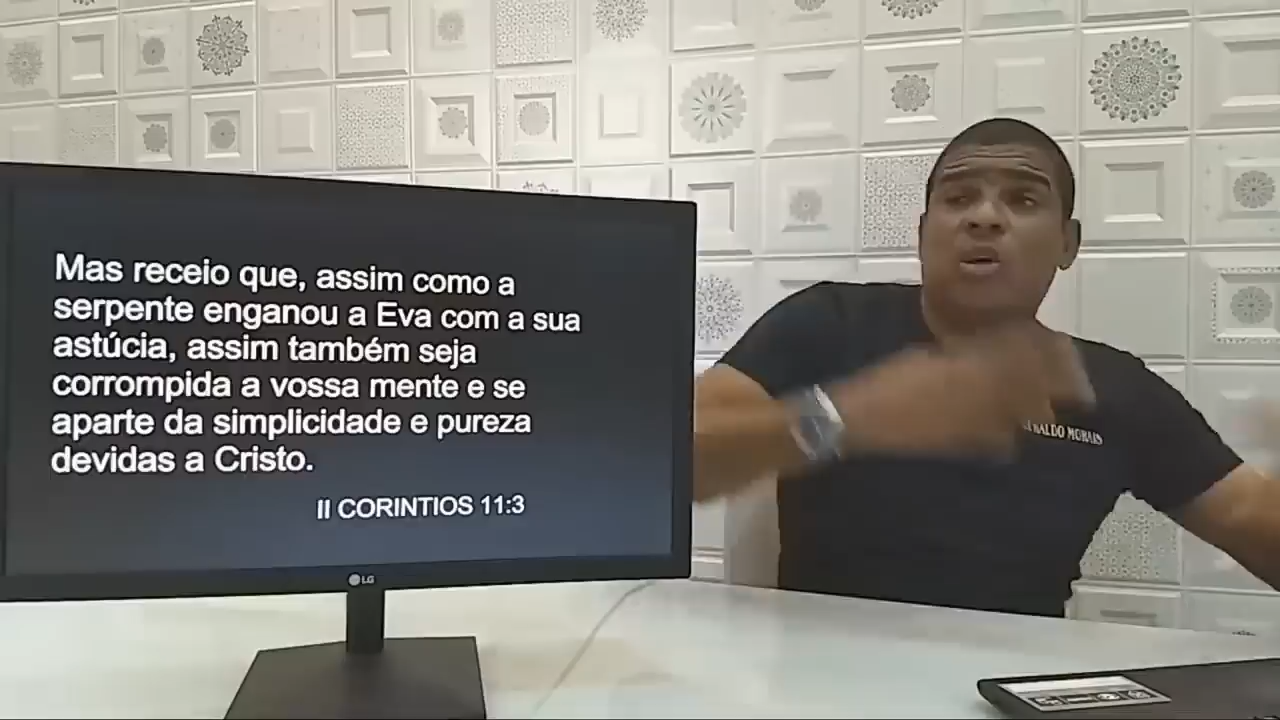 Mas receio que, assim como a
serpente enganou a Eva com a sua
astúcia, assim também seja
corrompida a vossa mente e se
aparte da simplicidade e pureza
devidas a Cristo.
II CORINTIOS 11:3
LG
MORAIS